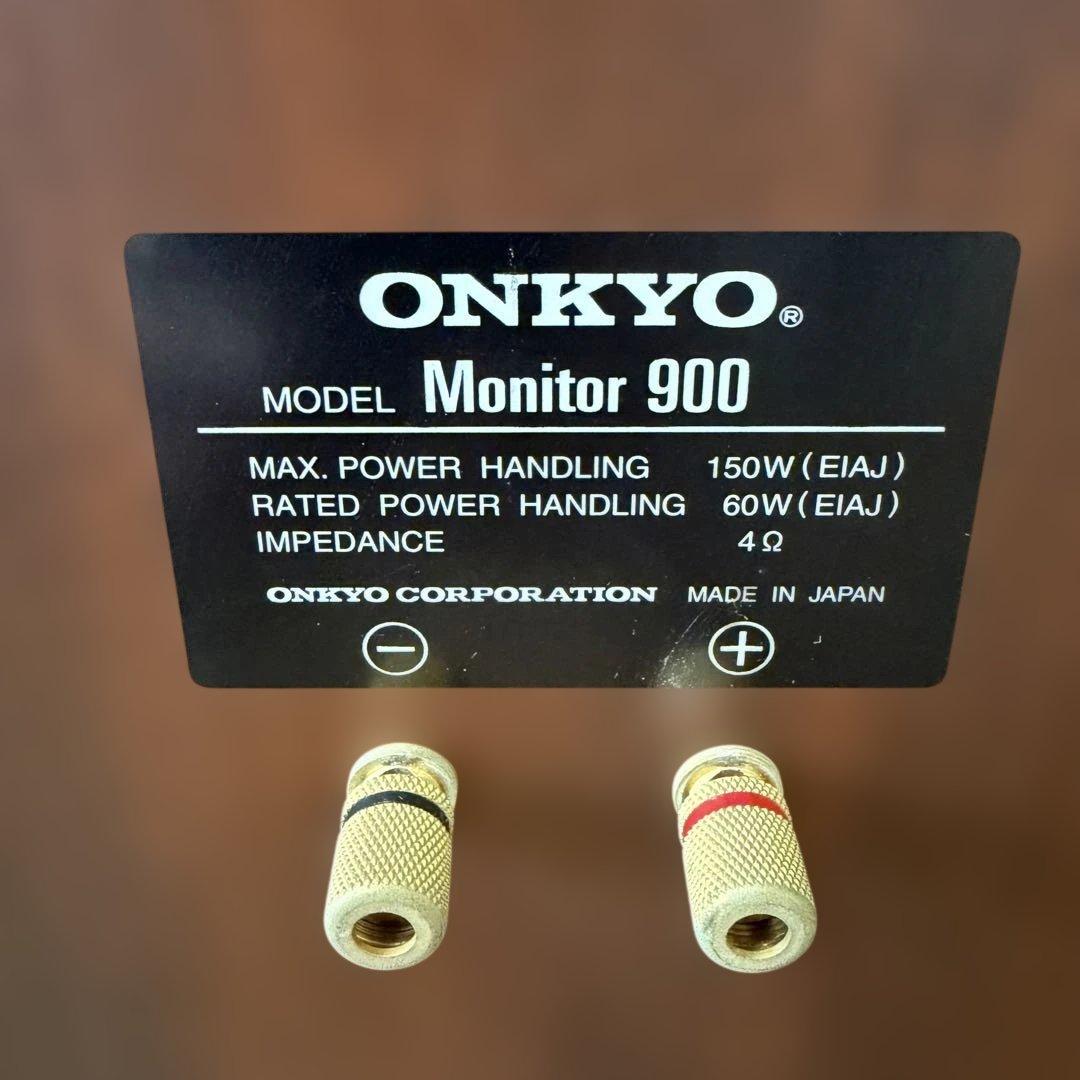 ONKYO®
MODEL Monitor 900
MAX. POWER HANDLING 150W (EIAJ)
RATED POWER HANDLING 60W (EIAJ)
IMPEDANCE 4Ω
ONKYO CORPORATION MADE IN JAPAN
− +